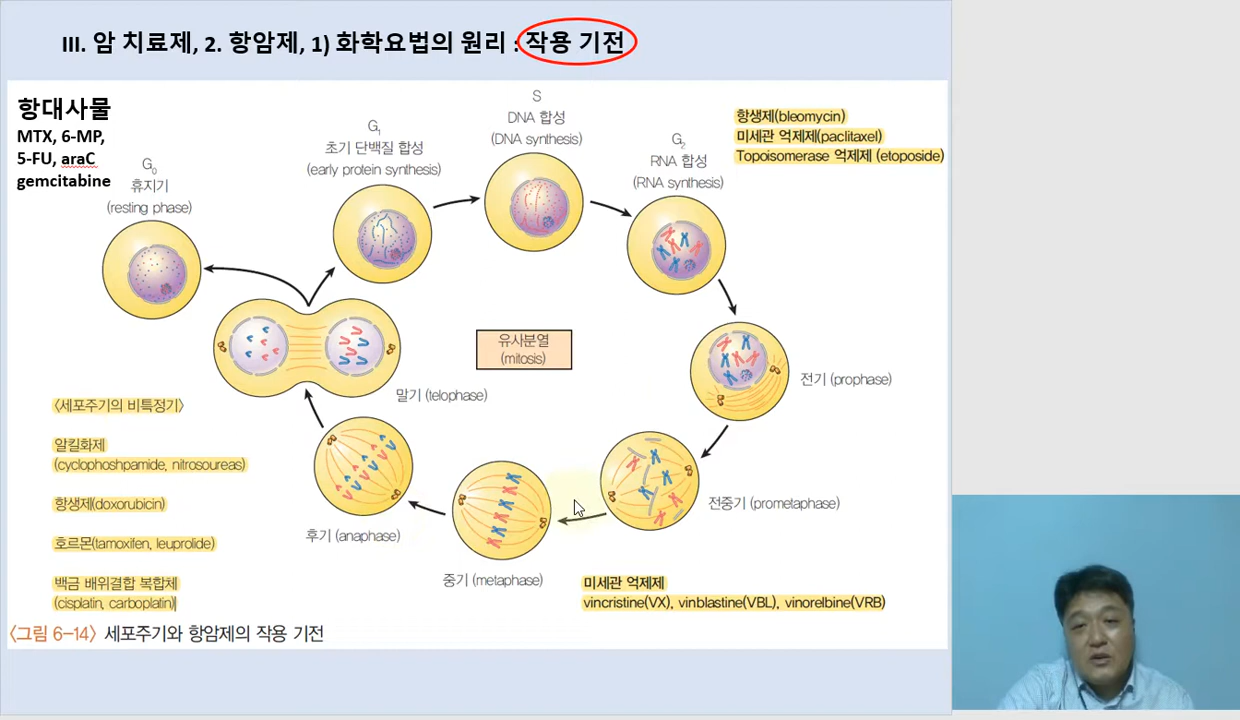 III. 암 치료제, 2. 항암제, 1) 화학요법의 원리 : 작용 기전
항대사물
MTX, 6-MP,
5-FU, araC
gemcitabine
G0
휴지기
(resting phase)
G1
초기 단백질 합성
(early protein synthesis)
S
DNA 합성
(DNA synthesis)
G2
RNA 합성
(RNA synthesis)
항생제(bleomycin)
미세관 억제제(paclitaxel)
Topoisomerase 억제제 (etoposide)
유사분열
(mitosis)
전기 (prophase)
전중기 (prometaphase)
중기 (metaphase)
후기 (anaphase)
말기 (telophase)
〈세포주기의 비특정기〉
알킬화제
(cyclophoshpamide, nitrosoureas)
항생제(doxorubicin)
호르몬(tamoxifen, leuprolide)
백금 배위결합 복합체
(cisplatin, carboplatin)
미세관 억제제
vincristine(VX), vinblastine(VBL), vinorelbine(VRB)
〈그림 6-14〉 세포주기와 항암제의 작용 기전